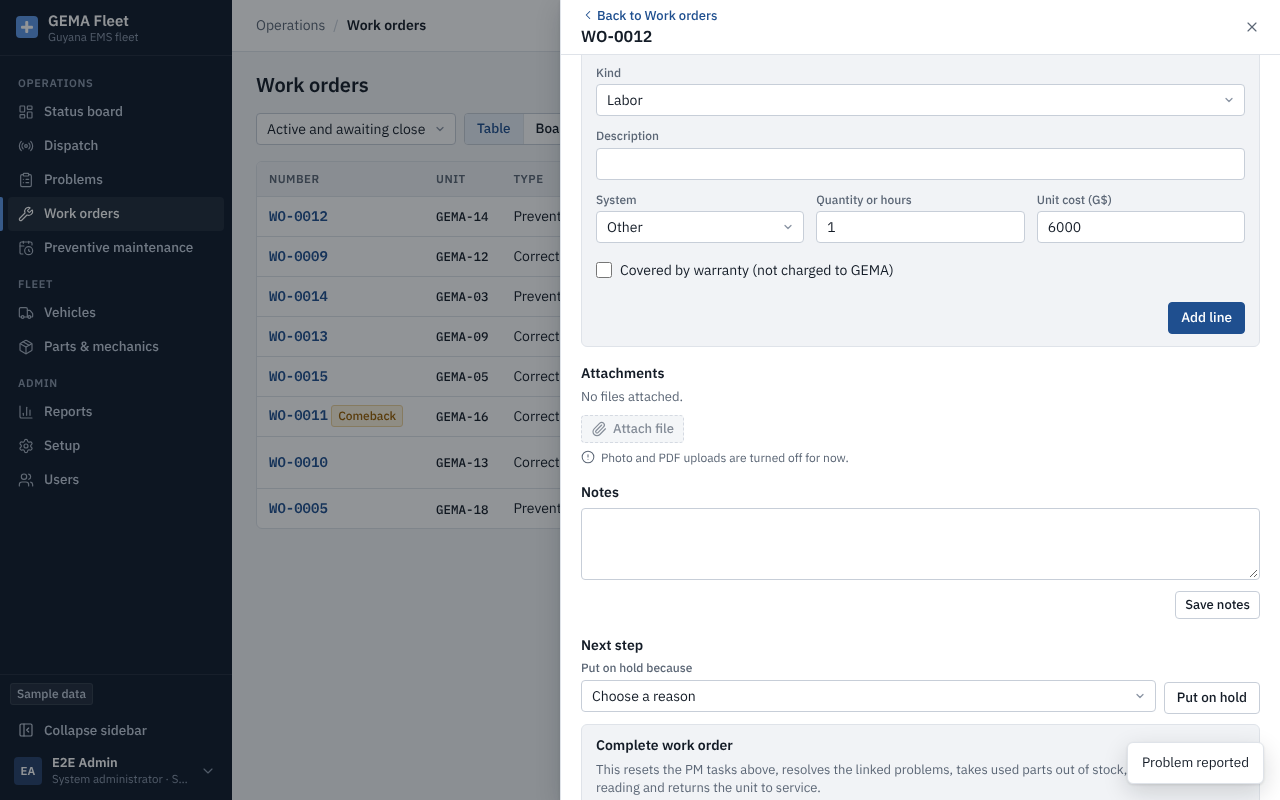 GEMA Fleet
Guyana EMS fleet
OPERATIONS
Status board
Dispatch
Problems
Work orders
Preventive maintenance
FLEET
Vehicles
Parts & mechanics
ADMIN
Reports
Setup
Users
Sample data
Collapse sidebar
EA
E2E Admin
System administrator · S...
Operations / Work orders
Work orders
Active and awaiting close
Table
Boa
NUMBER UNIT TYPE
WO-0012 GEMA-14 Prevent
WO-0009 GEMA-12 Correct
WO-0014 GEMA-03 Prevent
WO-0013 GEMA-09 Correct
WO-0015 GEMA-05 Correct
WO-0011 Comeback GEMA-16 Correct
WO-0010 GEMA-13 Correct
WO-0005 GEMA-18 Prevent
Back to Work orders
WO-0012
Kind
Labor
Description
System Quantity or hours Unit cost (G$)
Other 1 6000
Covered by warranty (not charged to GEMA)
Add line
Attachments
No files attached.
Attach file
Photo and PDF uploads are turned off for now.
Notes
Save notes
Next step
Put on hold because
Choose a reason
Put on hold
Complete work order
This resets the PM tasks above, resolves the linked problems, takes used parts out of stock,
reading and returns the unit to service.
Problem reported